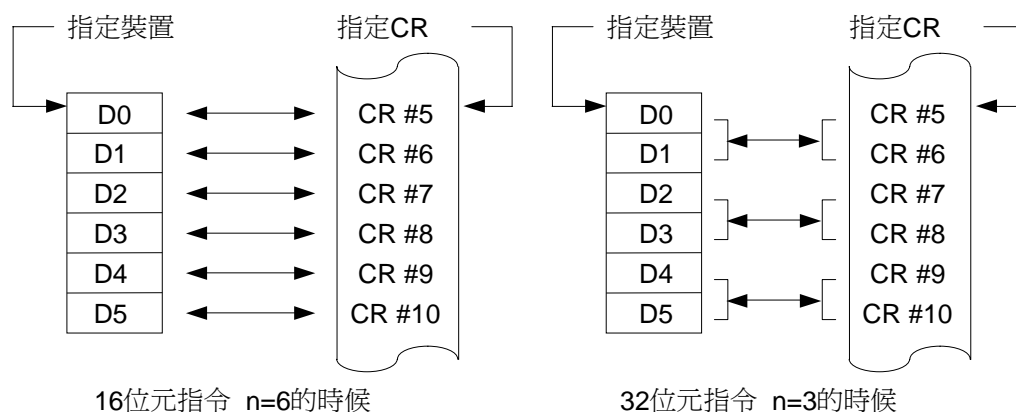 指定裝置
指定CR
D0
D1
D2
D3
D4
D5
CR #5
CR #6
CR #7
CR #8
CR #9
CR #10
16位元指令 n=6的時候
指定裝置
指定CR
D0
D1
D2
D3
D4
D5
CR #5
CR #6
CR #7
CR #8
CR #9
CR #10
32位元指令 n=3的時候